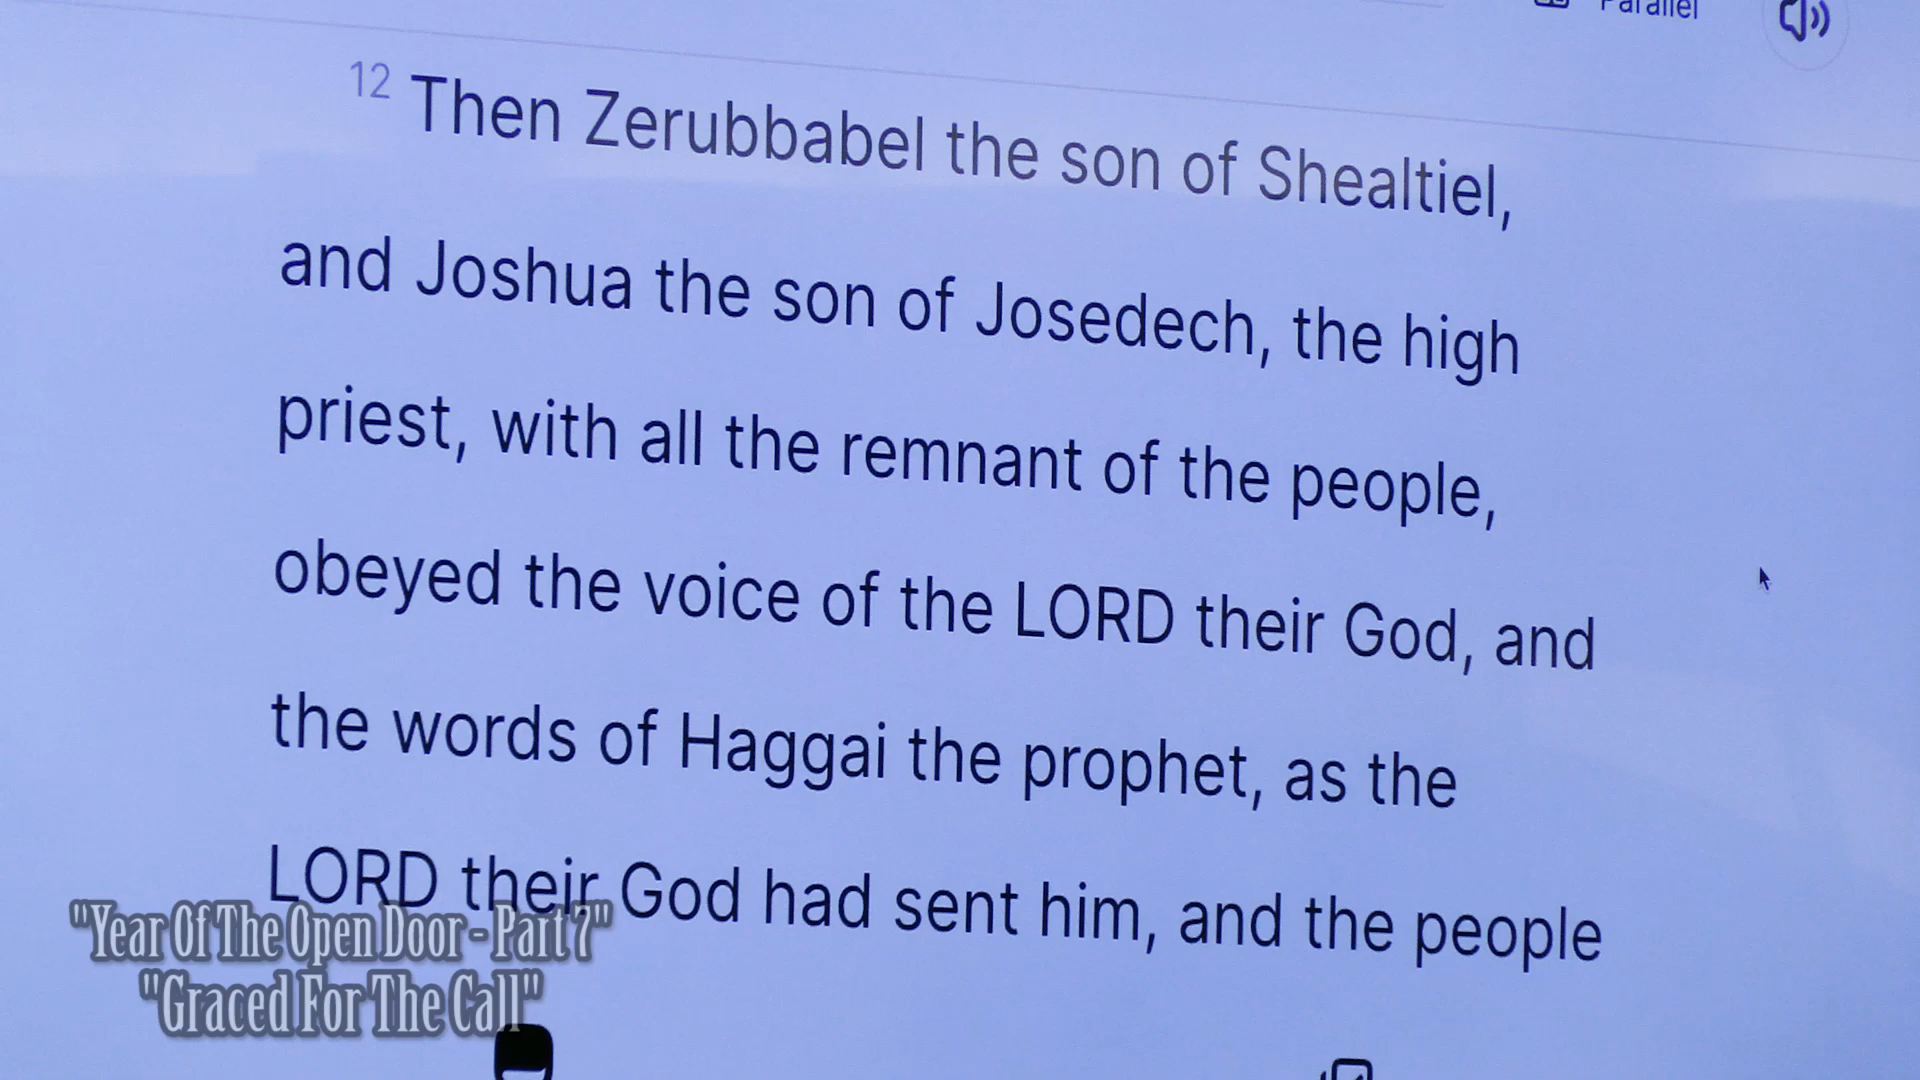 Parallel
12 Then Zerubbabel the son of Shealtiel,
and Joshua the son of Josedech, the high
priest, with all the remnant of the people,
obeyed the voice of the LORD their God, and
the words of Haggai the prophet, as the
LORD their God had sent him, and the people
"Year Of The Open Door - Part 7"
"Graced For The Call"